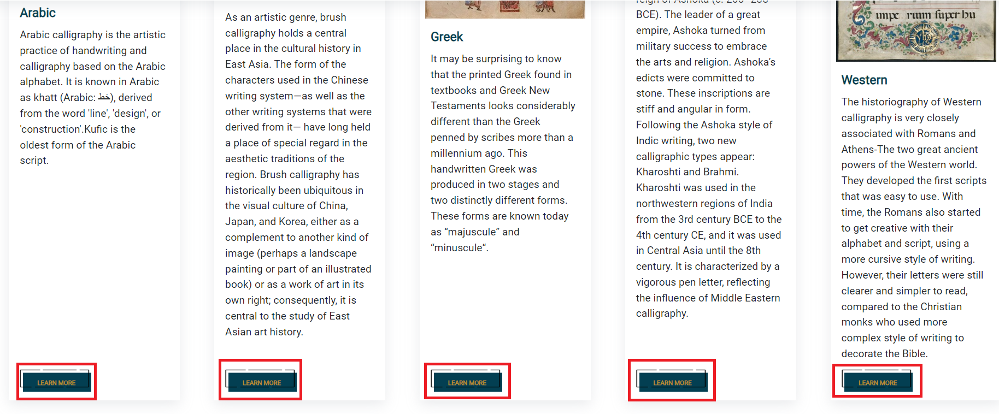 Arabic
Arabic calligraphy is the artistic
practice of handwriting and
calligraphy based on the Arabic
alphabet. It is known in Arabic
as khatt (Arabic: خط), derived
from the word 'line', 'design', or
'construction'.Kufic is the
oldest form of the Arabic
script.
LEARN MORE
As an artistic genre, brush
calligraphy holds a central
place in the cultural history in
East Asia. The form of the
characters used in the Chinese
writing system—as well as the
other writing systems that were
derived from it— have long held
a place of special regard in the
aesthetic traditions of the
region. Brush calligraphy has
historically been ubiquitous in
the visual culture of China,
Japan, and Korea, either as a
complement to another kind of
image (perhaps a landscape
painting or part of an illustrated
book) or as a work of art in its
own right; consequently, it is
central to the study of East
Asian art history.
LEARN MORE
Greek
It may be surprising to know
that the printed Greek found in
textbooks and Greek New
Testaments looks considerably
different than the Greek
penned by scribes more than a
millennium ago. This
handwritten Greek was
produced in two stages and
two distinctly different forms.
These forms are known today
as “majuscule” and
“minuscule“.
LEARN MORE
reign of Ashoka (c.
BCE). The leader of a great
empire, Ashoka turned from
military success to embrace
the arts and religion. Ashoka’s
edicts were committed to
stone. These inscriptions are
stiff and angular in form.
Following the Ashoka style of
Indic writing, two new
calligraphic types appear:
Kharoshti and Brahmi.
Kharoshti was used in the
northwestern regions of India
from the 3rd century BCE to the
4th century CE, and it was used
in Central Asia until the 8th
century. It is characterized by a
vigorous pen letter, reflecting
the influence of Middle Eastern
calligraphy.
LEARN MORE
super hu
Western
The historiography of Western
calligraphy is very closely
associated with Romans and
Athens-The two great ancient
powers of the Western world.
They developed the first scripts
that was easy to use. With
time, the Romans also started
to get creative with their
alphabet and script, using a
more cursive style of writing.
However, their letters were still
clearer and simpler to read,
compared to the Christian
monks who used more
complex style of writing to
decorate the Bible.
LEARN MORE